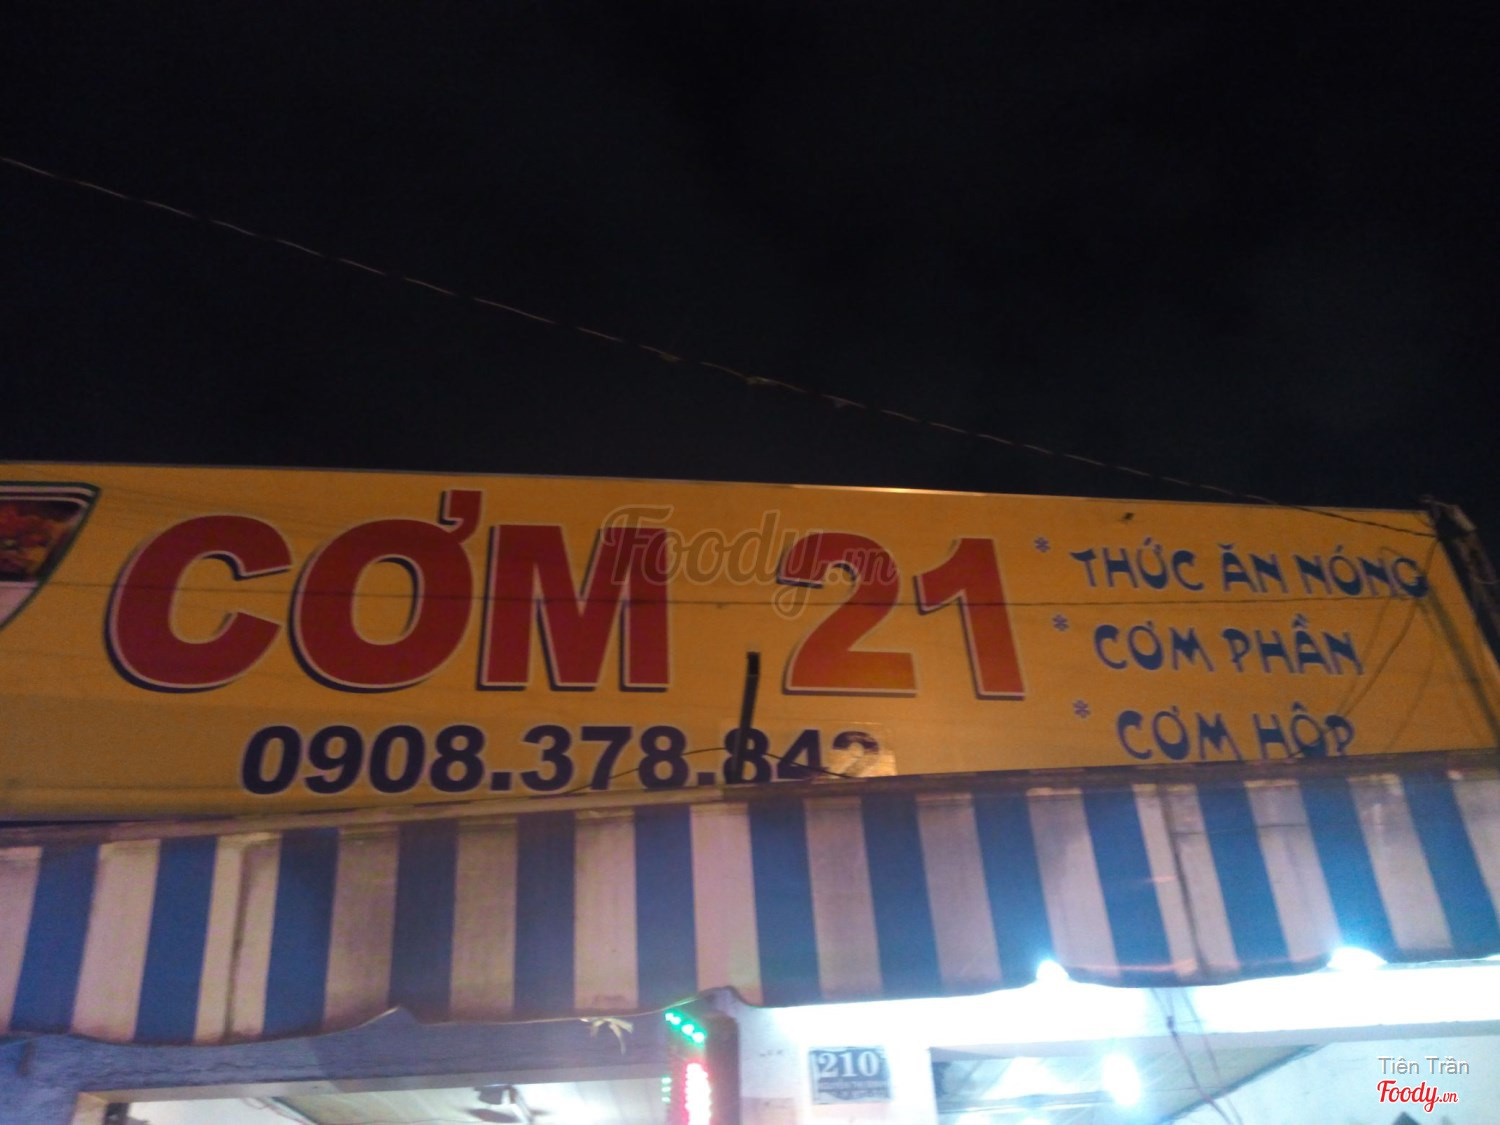 CƠM 21
0908.378.842
* THỨC ĂN NÓNG
* CƠM PHẦN
* CƠM HỘP
210
Foody.vn
Tiên Trần
Foody.vn